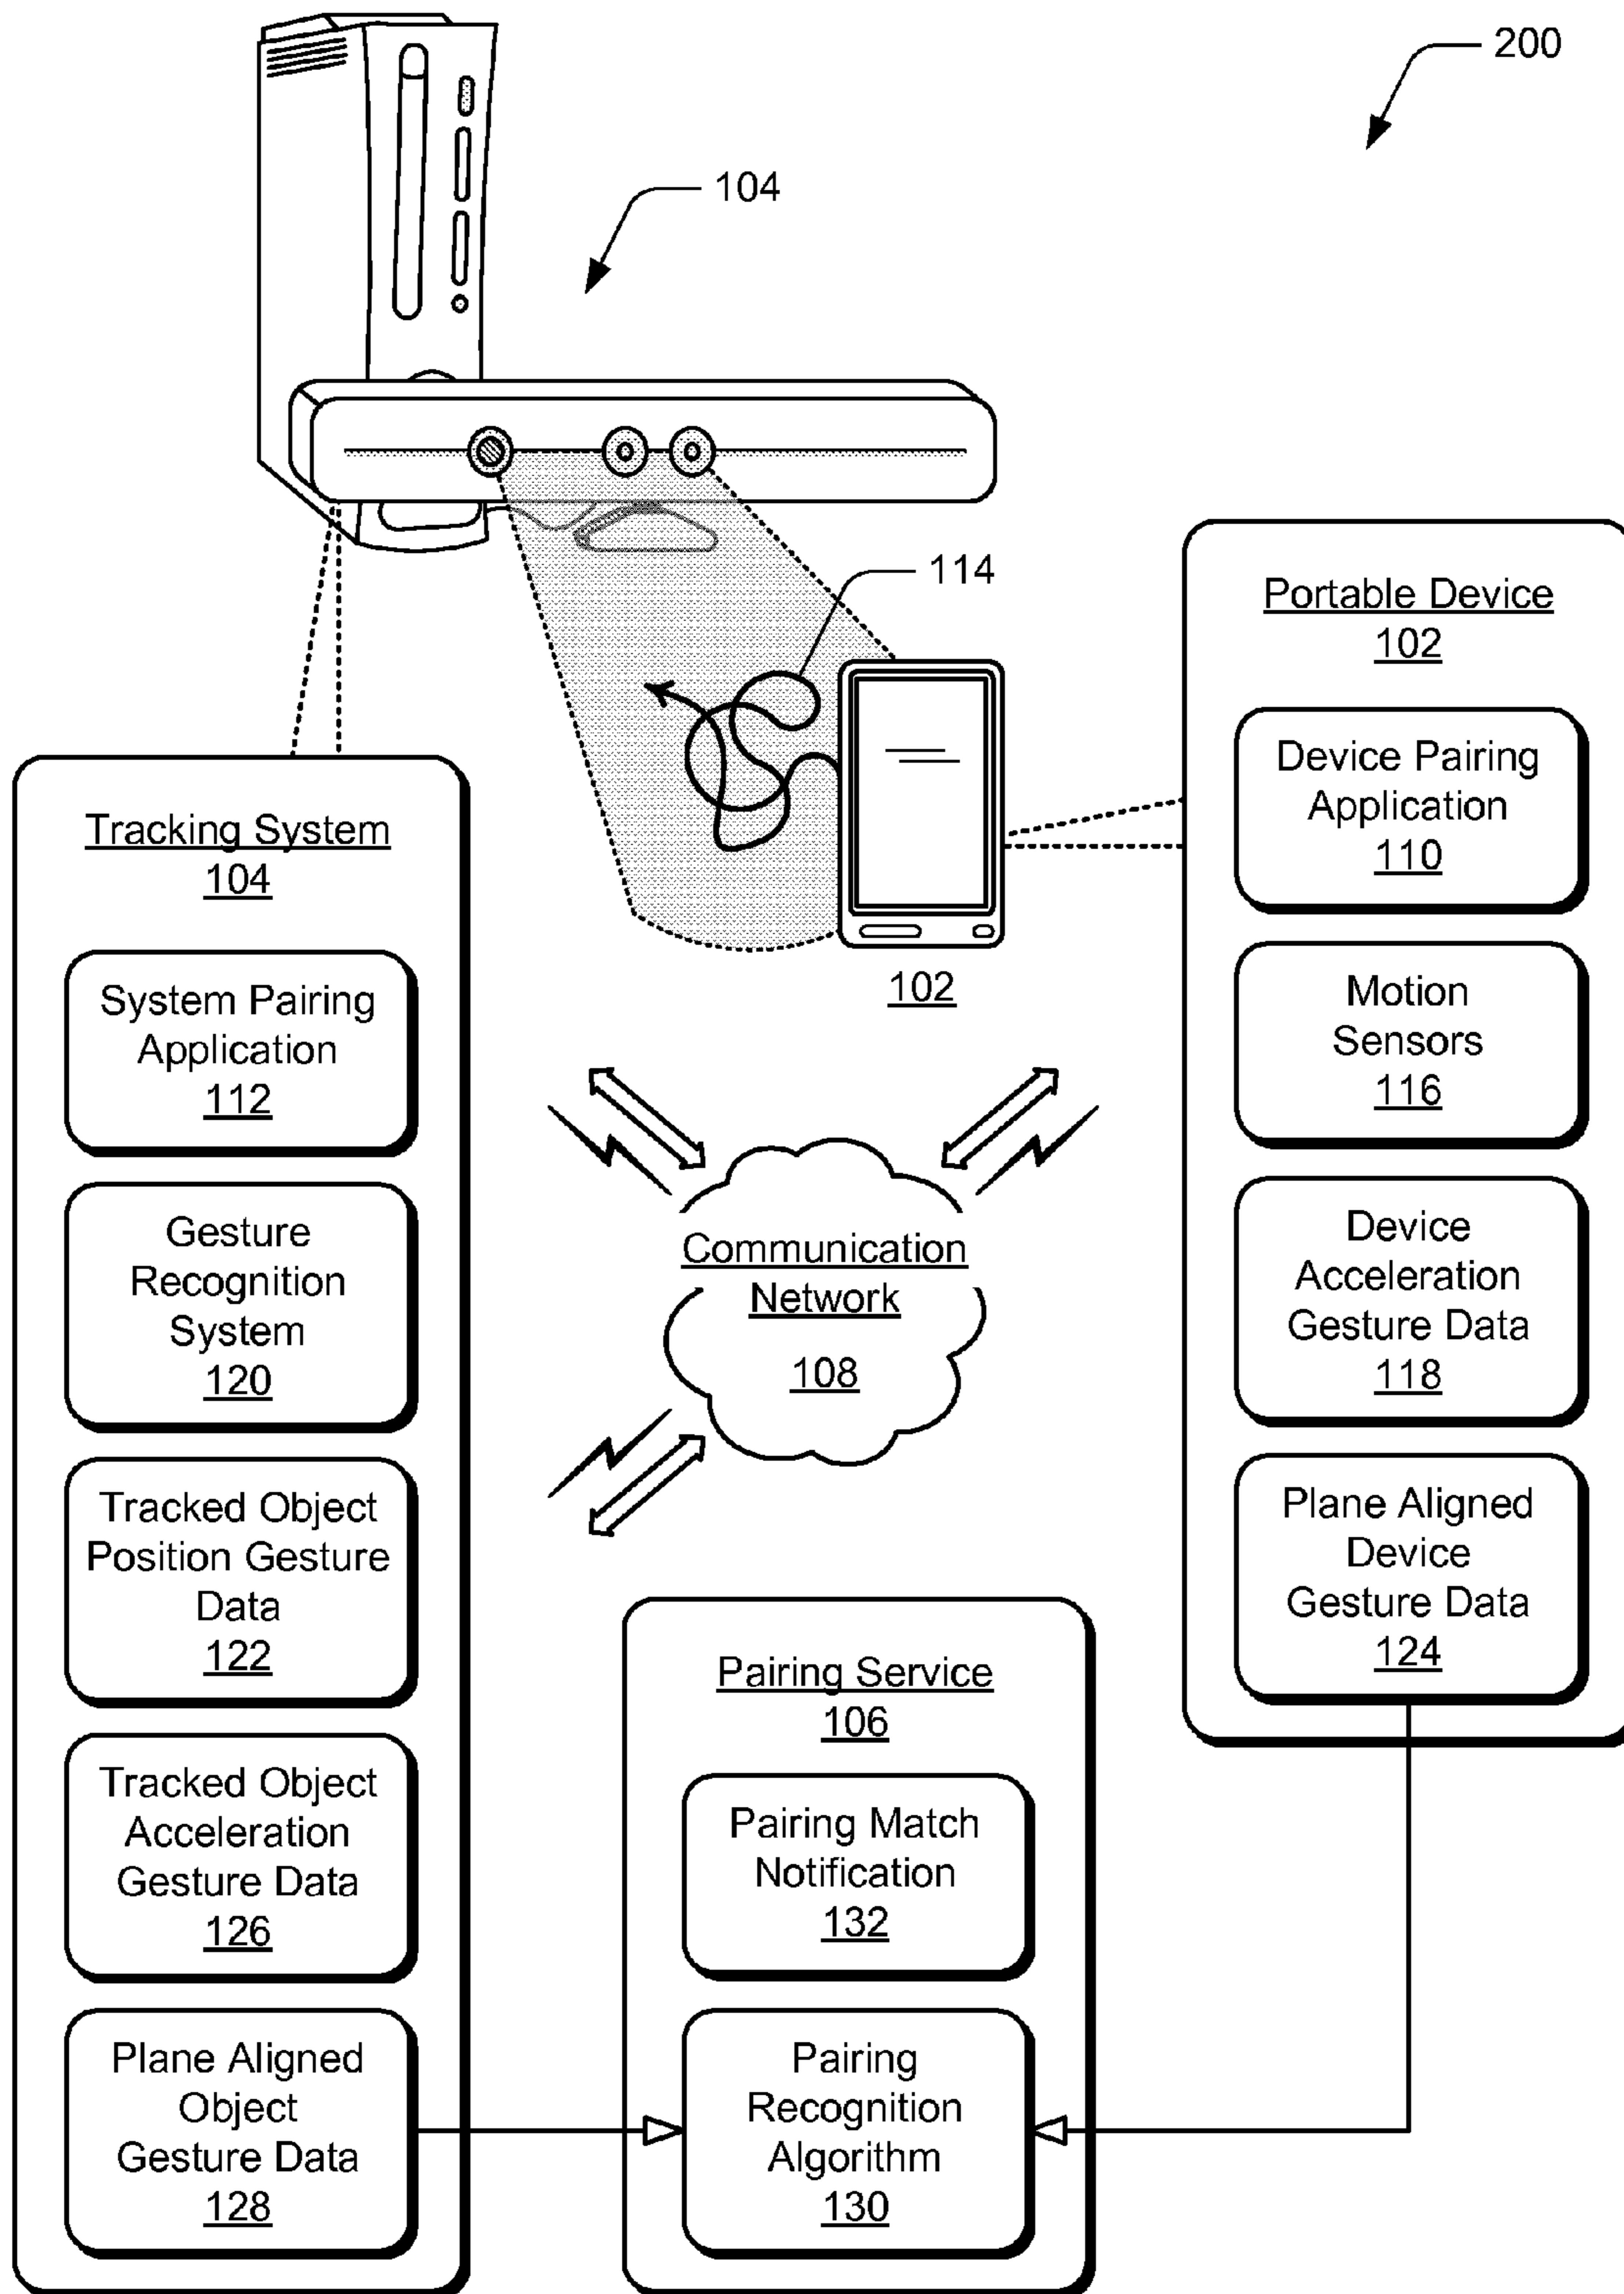 200
104
114
Portable Device
102
Device Pairing
Application
110
Motion
Sensors
116
Device
Acceleration
Gesture Data
118
Plane Aligned
Device
Gesture Data
124
102
Tracking System
104
System Pairing
Application
112
Gesture
Recognition
System
120
Tracked Object
Position Gesture
Data
122
Tracked Object
Acceleration
Gesture Data
126
Plane Aligned
Object
Gesture Data
128
Communication
Network
108
Pairing Service
106
Pairing Match
Notification
132
Pairing
Recognition
Algorithm
130